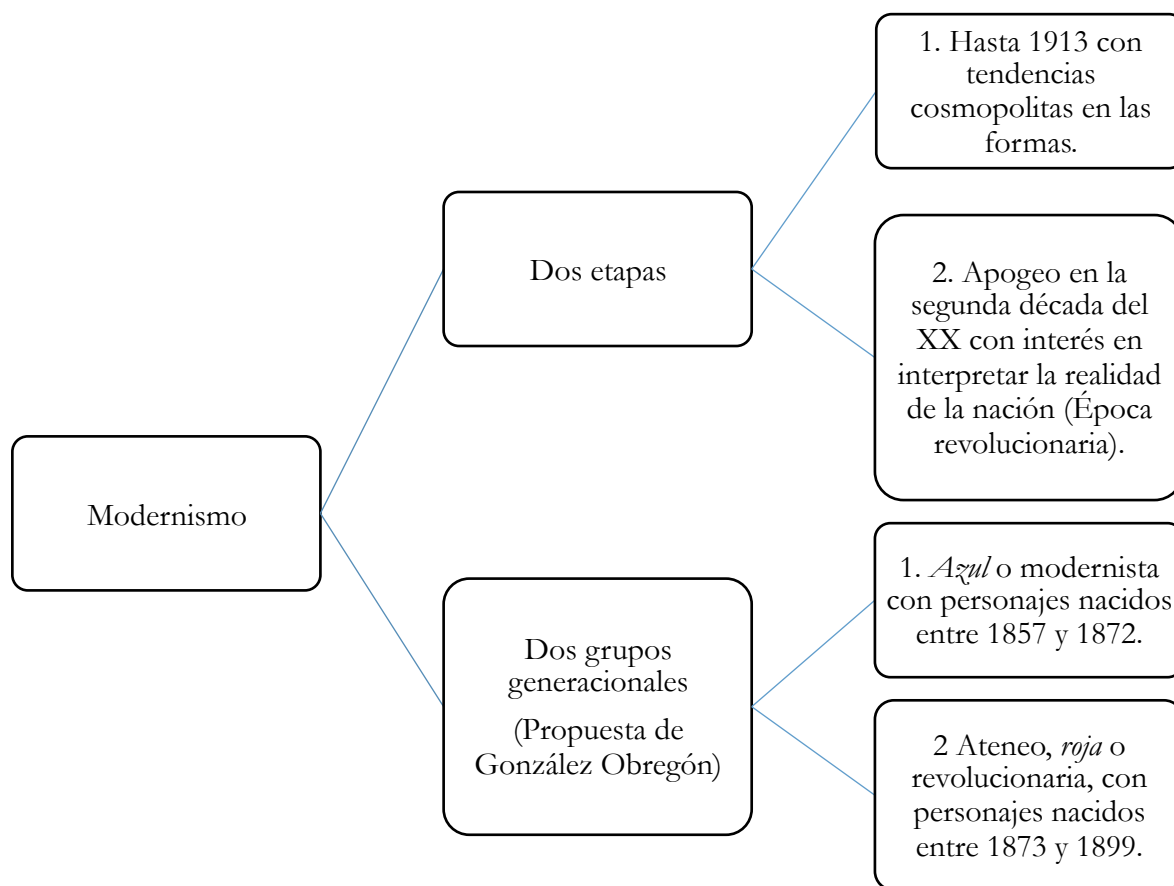 Modernismo
Dos etapas
1. Hasta 1913 con
tendencias
cosmopolitas en las
formas.
2. Apogeo en la
segunda década del
XX con interés en
interpretar la realidad
de la nación (Época
revolucionaria).
Dos grupos
generacionales
(Propuesta de
González Obregón)
1. Azul o modernista
con personajes nacidos
entre 1857 y 1872.
2 Ateneo, roja o
revolucionaria, con
personajes nacidos
entre 1873 y 1899.